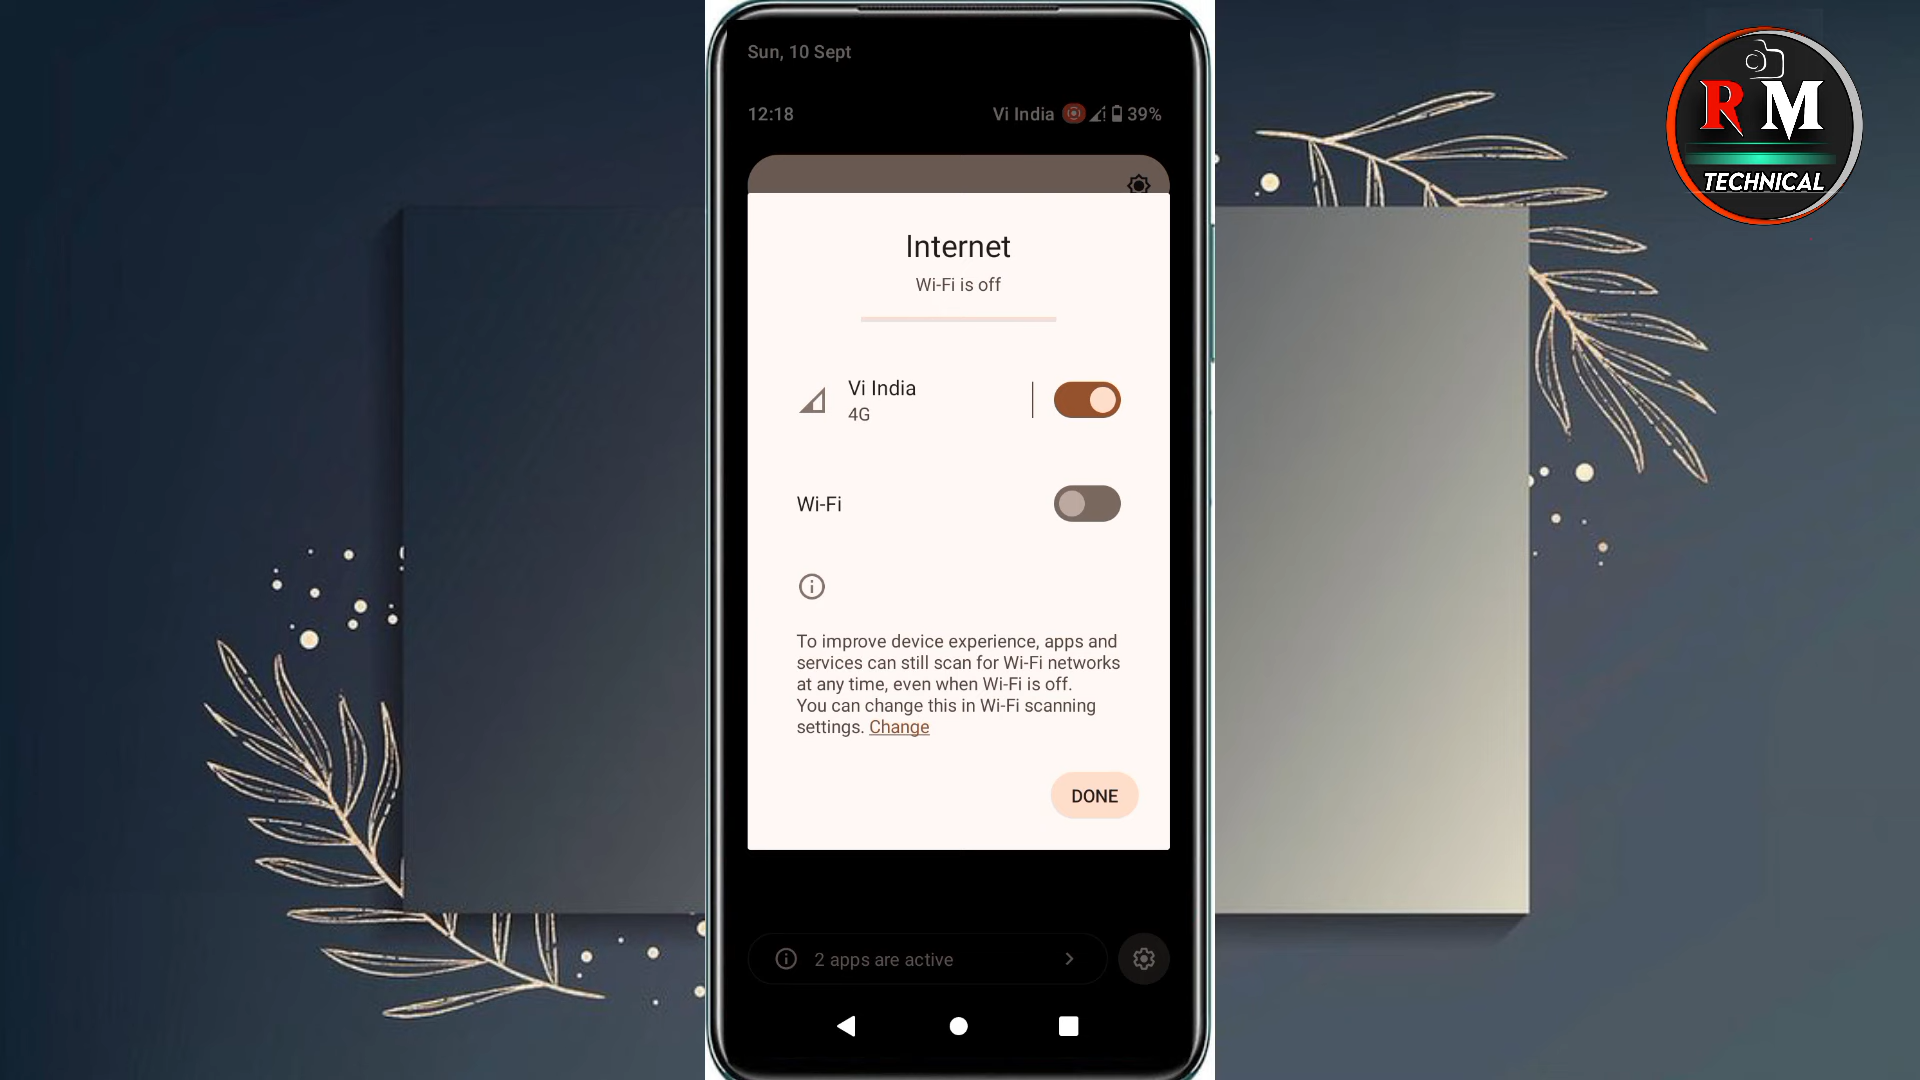 Sun, 10 Sept
12:18 Vi India 39%
RM
TECHNICAL
Internet
Wi-Fi is off
Vi India
4G
Wi-Fi
To improve device experience, apps and
services can still scan for Wi-Fi networks
at any time, even when Wi-Fi is off.
You can change this in Wi-Fi scanning
settings. Change
DONE
2 apps are active